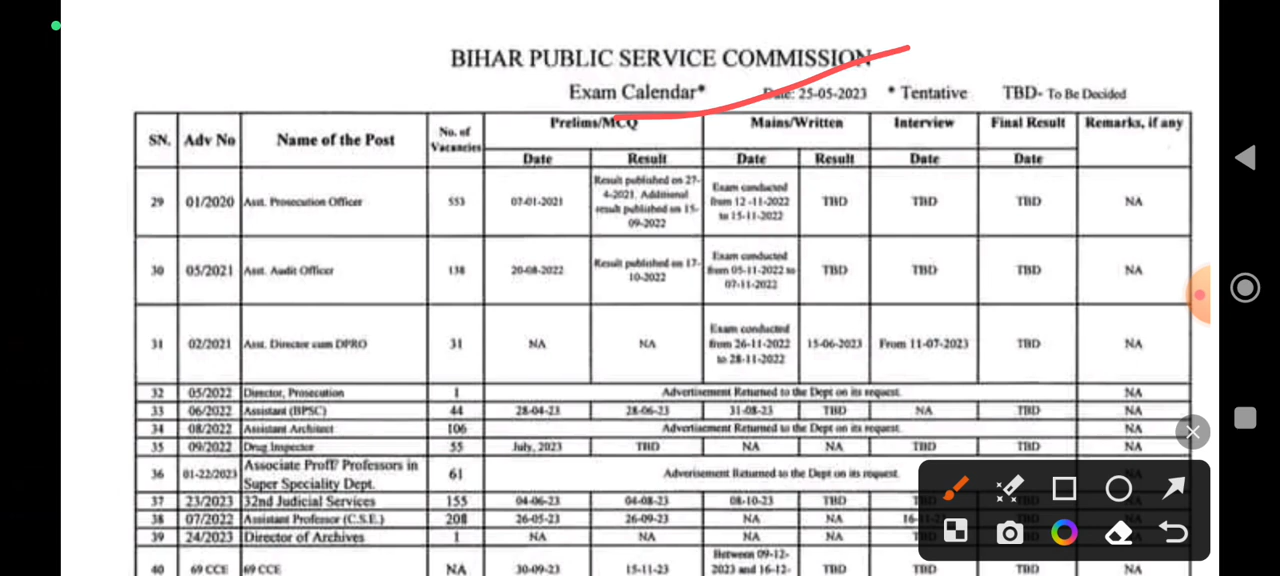 BIHAR PUBLIC SERVICE COMMISSION
Exam Calendar* Date: 25-05-2023 * Tentative TBD- To Be Decided
SN. Adv No Name of the Post No. of Vacancies Prelims/MCQ Mains/Written Interview Final Result Remarks, if any
Date Result Date Result Date Date
29 01/2020 Asst. Prosecution Officer 553 07-01-2021 Result published on 27-4-2021. Additional result published on 15-09-2022 Exam conducted from 12 -11-2022 to 15-11-2022 TBD TBD TBD NA
30 05/2021 Asst. Audit Officer 138 20-08-2022 Result published on 17-10-2022 Exam conducted from 05-11-2022 to 07-11-2022 TBD TBD TBD NA
31 02/2021 Asst. Director cum DPRO 31 NA NA Exam conducted from 26-11-2022 to 28-11-2022 15-06-2023 From 11-07-2023 TBD NA
32 05/2022 Director, Prosecution 1 Advertisement Returned to the Dept on its request. NA
33 06/2022 Assistant (BPSC) 44 28-04-23 28-06-23 31-08-23 TBD NA TBD NA
34 08/2022 Assistant Architect 106 Advertisement Returned to the Dept on its request. NA
35 09/2022 Drug Inspector 55 July, 2023 TBD NA NA TBD TBD NA
36 01-22/2023 Associate Proff/ Professors in Super Speciality Dept. 61 Advertisement Returned to the Dept on its request.
37 23/2023 32nd Judicial Services 155 04-06-23 04-08-23 08-10-23 TBD
38 07/2022 Assistant Professor (C.S.E.) 208 26-05-23 26-09-23 NA NA
39 24/2023 Director of Archives 1 NA NA NA NA
40 69 CCE 69 CCE NA 30-09-23 15-11-23 Between 09-12-2023 and 16-12- TBD TBD TBD NA